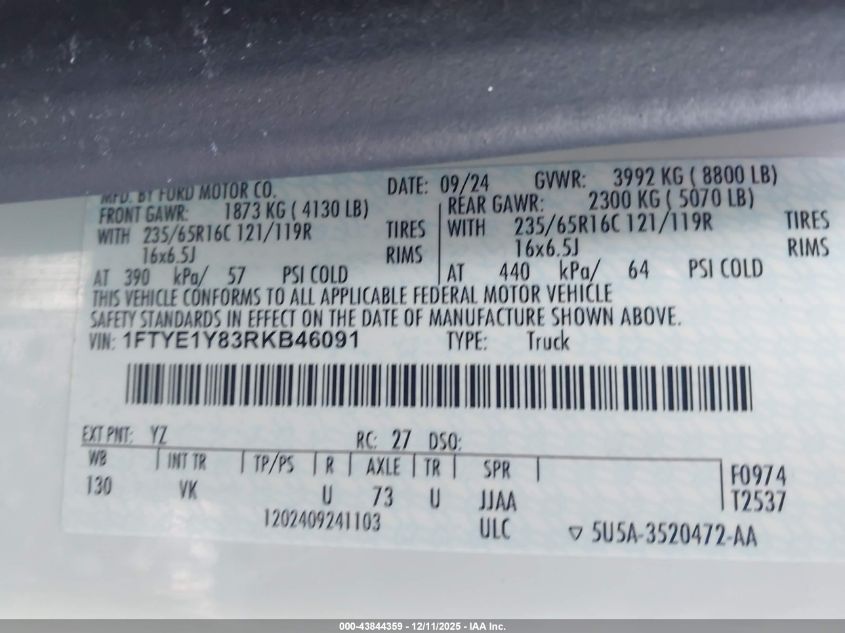 MFD. BY FORD MOTOR CO. DATE: 09/24 GVWR: 3992 KG ( 8800 LB)
FRONT GAWR: 1873 KG ( 4130 LB) REAR GAWR: 2300 KG ( 5070 LB)
WITH 235/65R16C 121/119R TIRES WITH 235/65R16C 121/119R TIRES
16x6.5J RIMS 16x6.5J RIMS
AT 390 kPa/ 57 PSI COLD AT 440 kPa/ 64 PSI COLD
THIS VEHICLE CONFORMS TO ALL APPLICABLE FEDERAL MOTOR VEHICLE
SAFETY STANDARDS IN EFFECT ON THE DATE OF MANUFACTURE SHOWN ABOVE.
VIN: 1FTYE1Y83RKB46091 TYPE: Truck
EXT PNT: YZ RC: 27 DSO:
WB INT TR TP/PS R AXLE TR SPR F0974
130 VK U 73 U JJAA T2537
1202409241103 ULC ▽ 5U5A-3520472-AA
000-43844359 - 12/11/2025 - IAA Inc.